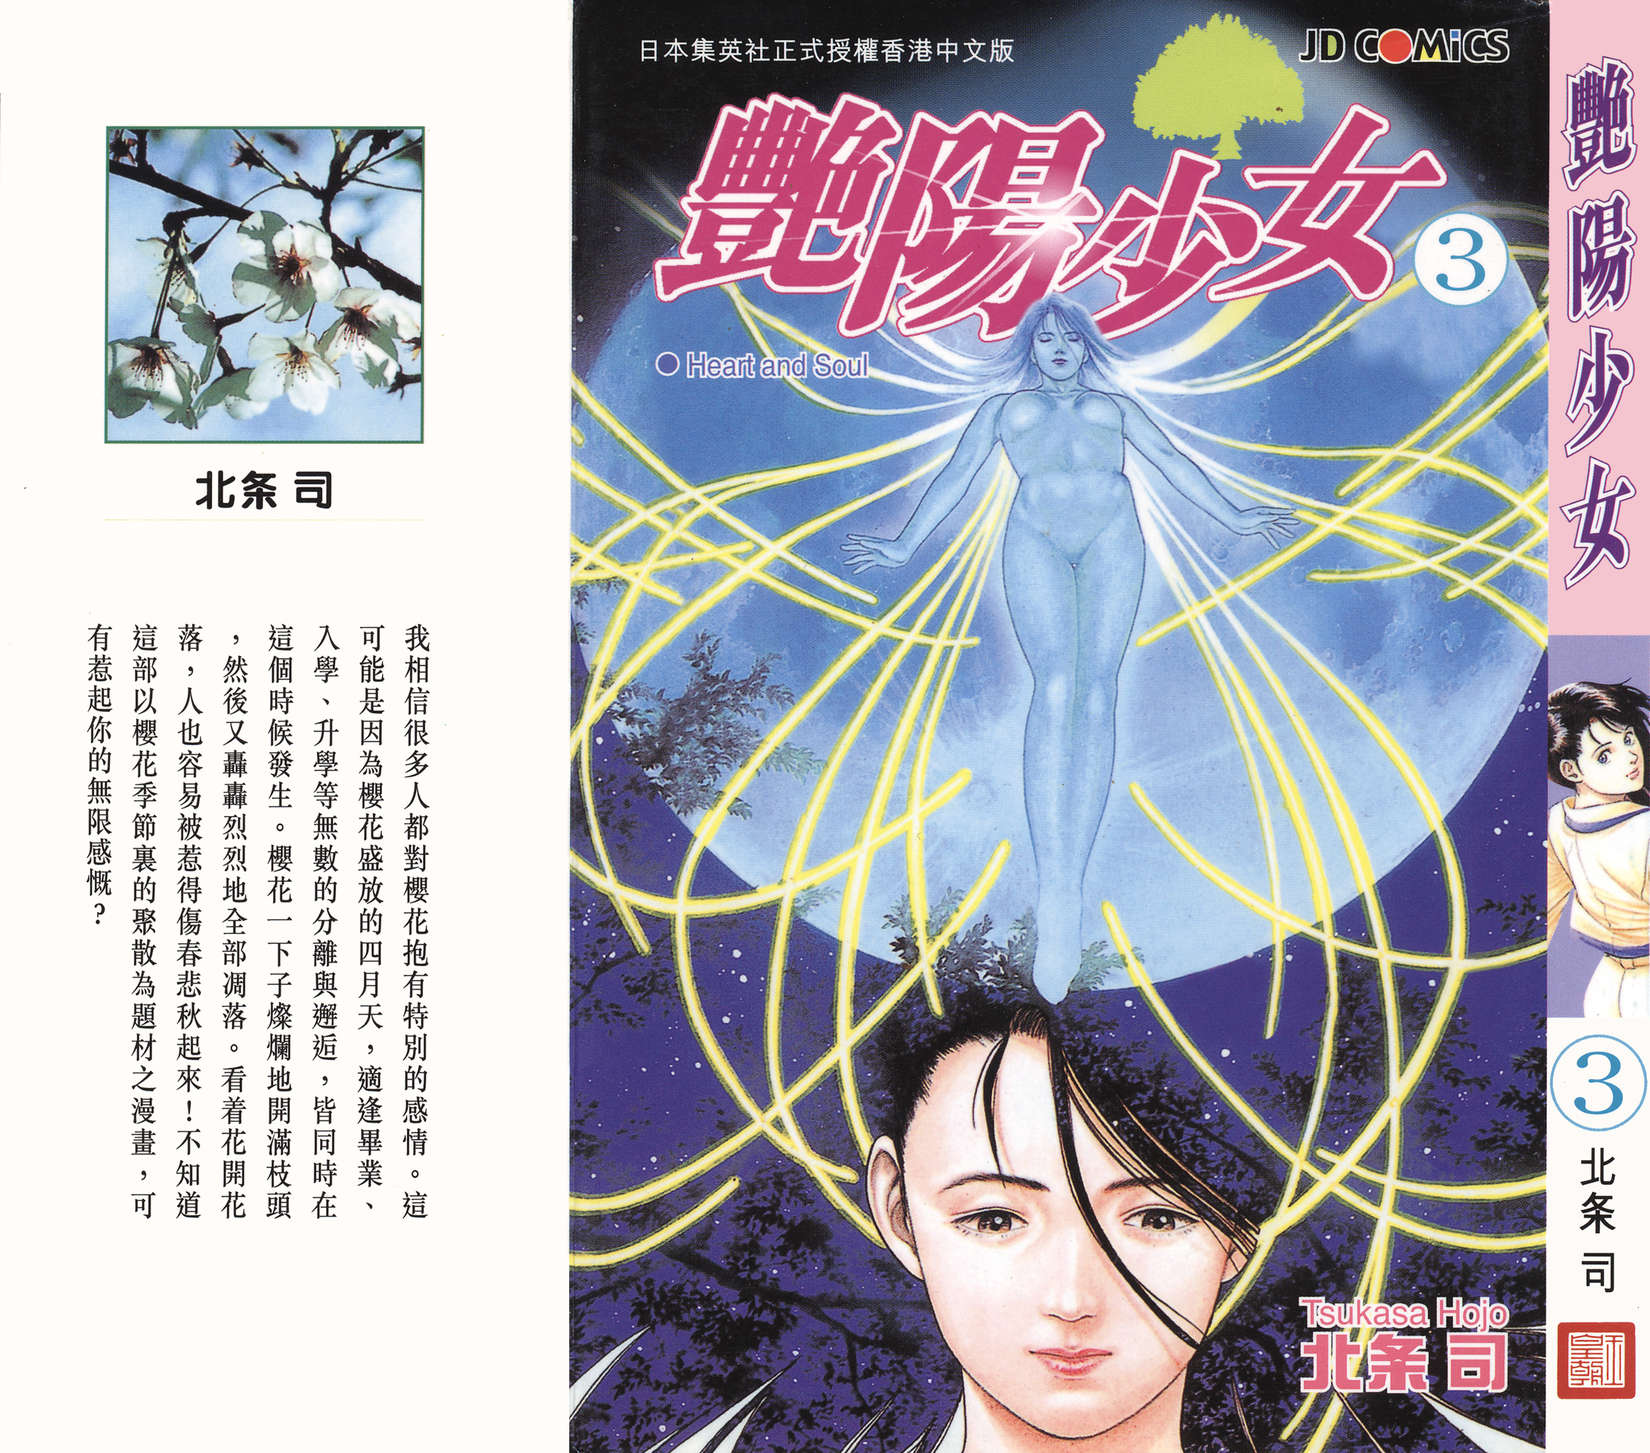 北条 司
我相信很多人都對櫻花抱有特別的感情。這
可能是因為櫻花盛放的四月天，適逢畢業、
入學、升學等無數的分離與邂逅，皆同時在
這個時候發生。櫻花一下子燦爛地開滿枝頭
，然後又轟轟烈烈地全部凋落。看着花開花
落，人也容易被惹得傷春悲秋起來！不知道
這部以櫻花季節裏的聚散為題材之漫畫，可
有惹起你的無限感慨？
日本集英社正式授權香港中文版
JD COMiCS
艷陽少女
3
● Heart and Soul
Tsukasa Hojo
北条 司
艷陽少女
3
北条 司
玉皇朝